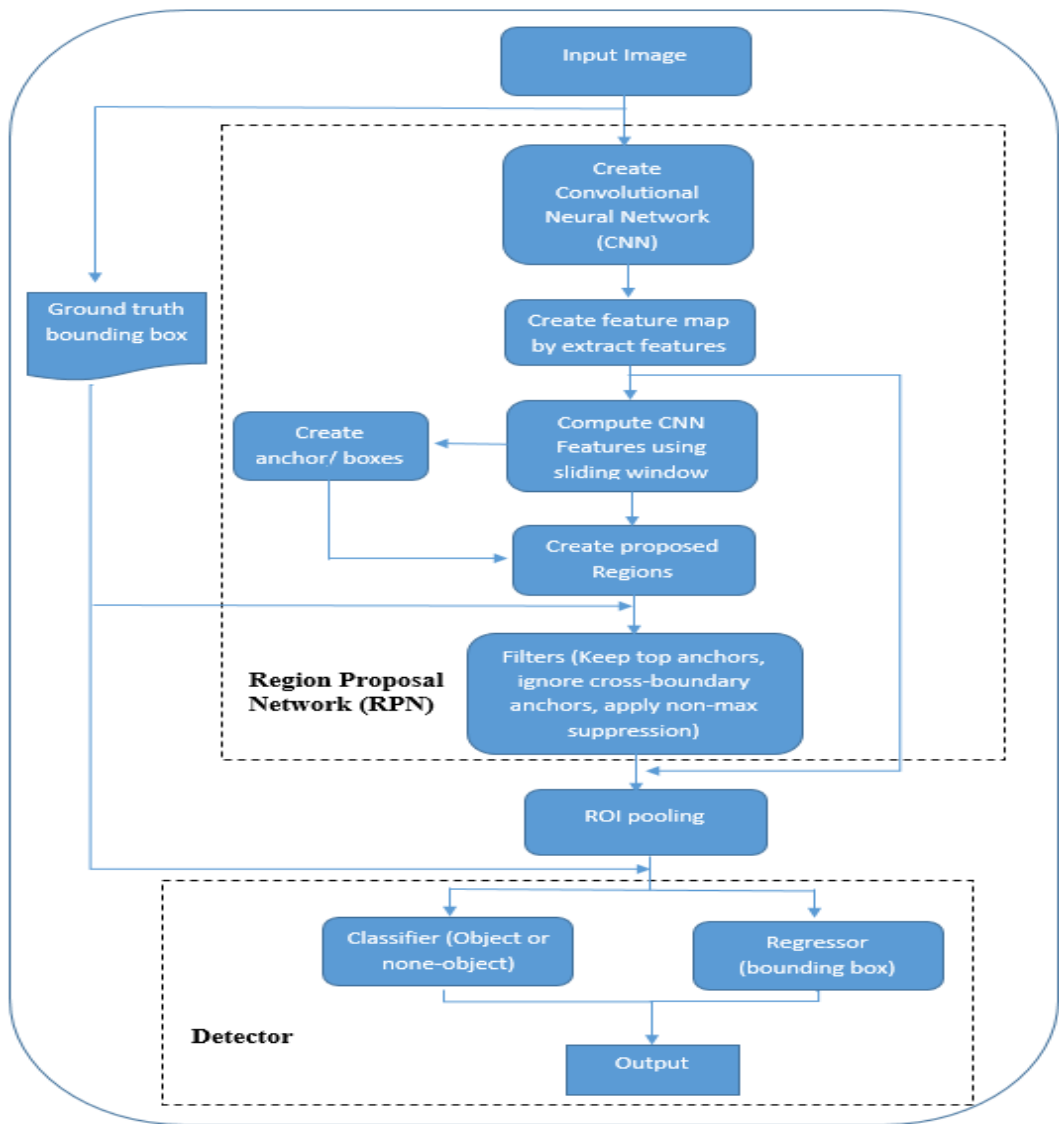 Input Image
Create
Convolutional
Neural Network
(CNN)
Ground truth
bounding box
Create feature map
by extract features
Create
anchor/ boxes
Compute CNN
Features using
sliding window
Create proposed
Regions
Filters (Keep top anchors,
ignore cross-boundary
anchors, apply non-max
suppression)
Region Proposal
Network (RPN)
ROI pooling
Classifier (Object or
none-object)
Regressor
(bounding box)
Detector
Output